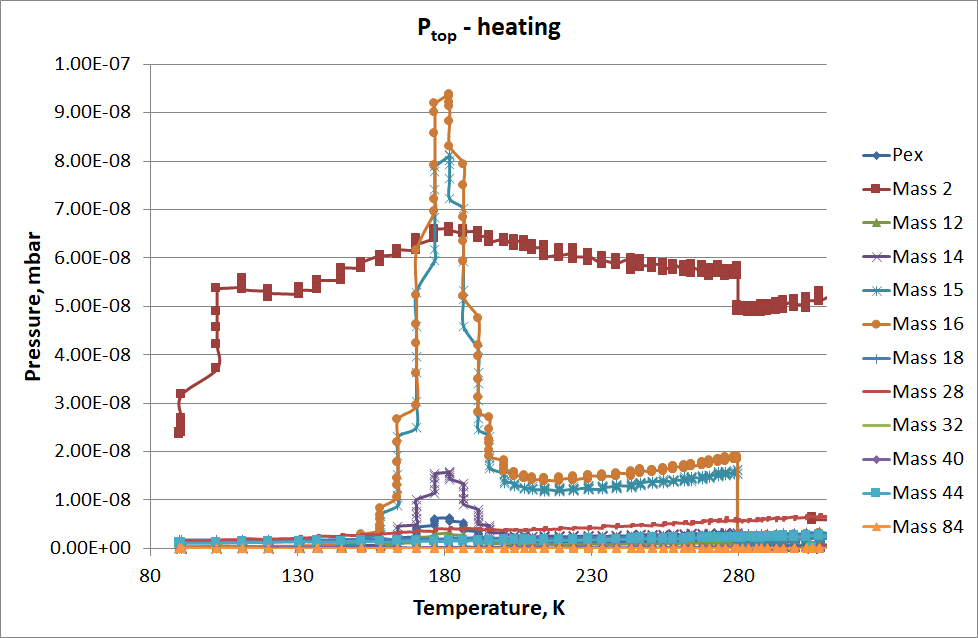 Ptop - heating
1.00E-07
9.00E-08
8.00E-08
7.00E-08
6.00E-08
5.00E-08
4.00E-08
3.00E-08
2.00E-08
1.00E-08
0.00E+00
Pressure, mbar
80 130 180 230 280
Temperature, K
Pex
Mass 2
Mass 12
Mass 14
Mass 15
Mass 16
Mass 18
Mass 28
Mass 32
Mass 40
Mass 44
Mass 84